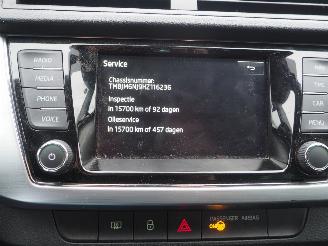 Service
RADIO
MEDIA
PHONE
VOICE
Chassisnummer:
TMBJM6NJ9HZ116236
Inspectie
in 15700 km of 92 dagen
Olieservice
in 15700 km of 457 dagen
CAR
MENU
PASSENGER AIRBAG